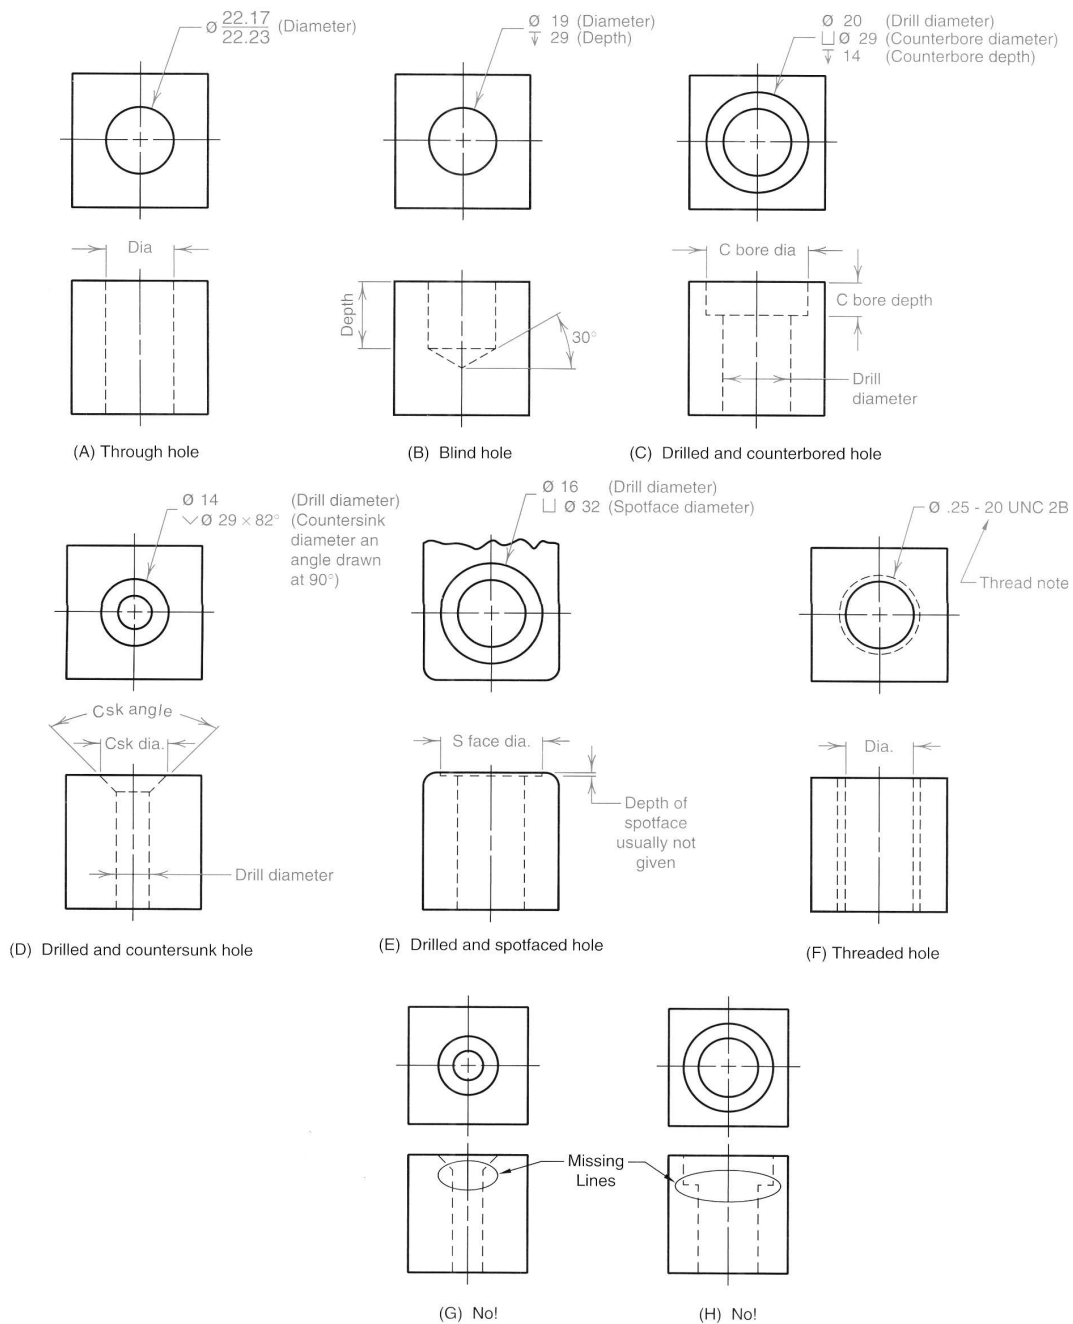 Ø 22.17 (Diameter)
22.23
Ø 19 (Diameter)
↧ 29 (Depth)
Ø 20 (Drill diameter)
⌴ Ø 29 (Counterbore diameter)
↧ 14 (Counterbore depth)
Dia
Depth
30°
C bore dia
C bore depth
Drill
diameter
(A) Through hole
(B) Blind hole
(C) Drilled and counterbored hole
Ø 14 (Drill diameter)
⌵ Ø 29 × 82° (Countersink
diameter an
angle drawn
at 90°)
Ø 16 (Drill diameter)
⌴ Ø 32 (Spotface diameter)
Ø .25 - 20 UNC 2B
Thread note
Csk angle
Csk dia.
Drill diameter
S face dia.
Depth of
spotface
usually not
given
Dia.
(D) Drilled and countersunk hole
(E) Drilled and spotfaced hole
(F) Threaded hole
Missing
Lines
(G) No!
(H) No!